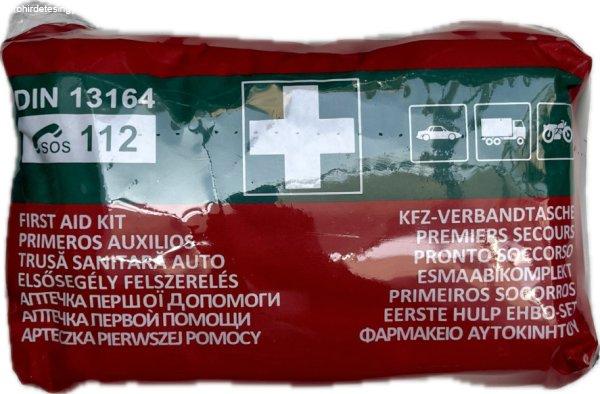 DIN 13164
SOS 112
FIRST AID KIT
PRIMEROS AUXILIOS
TRUSĂ SANITARĂ AUTO
ELSŐSEGÉLY FELSZERELÉS
АПТЕЧКА ПЕРШОЇ ДОПОМОГИ
АПТЕЧКА ПЕРВОЙ ПОМОЩИ
APTECZKA PIERWSZEJ POMOCY
KFZ-VERBANDTASCHE
PREMIERS SECOURS
PRONTO SOCCORSO
ESMAABIKOMPLEKT
PRIMEIROS SOCORROS
EERSTE HULP EHBO-SET
ΦΑΡΜΑΚΕΙΟ ΑΥΤΟΚΙΝΗΤΟΥ